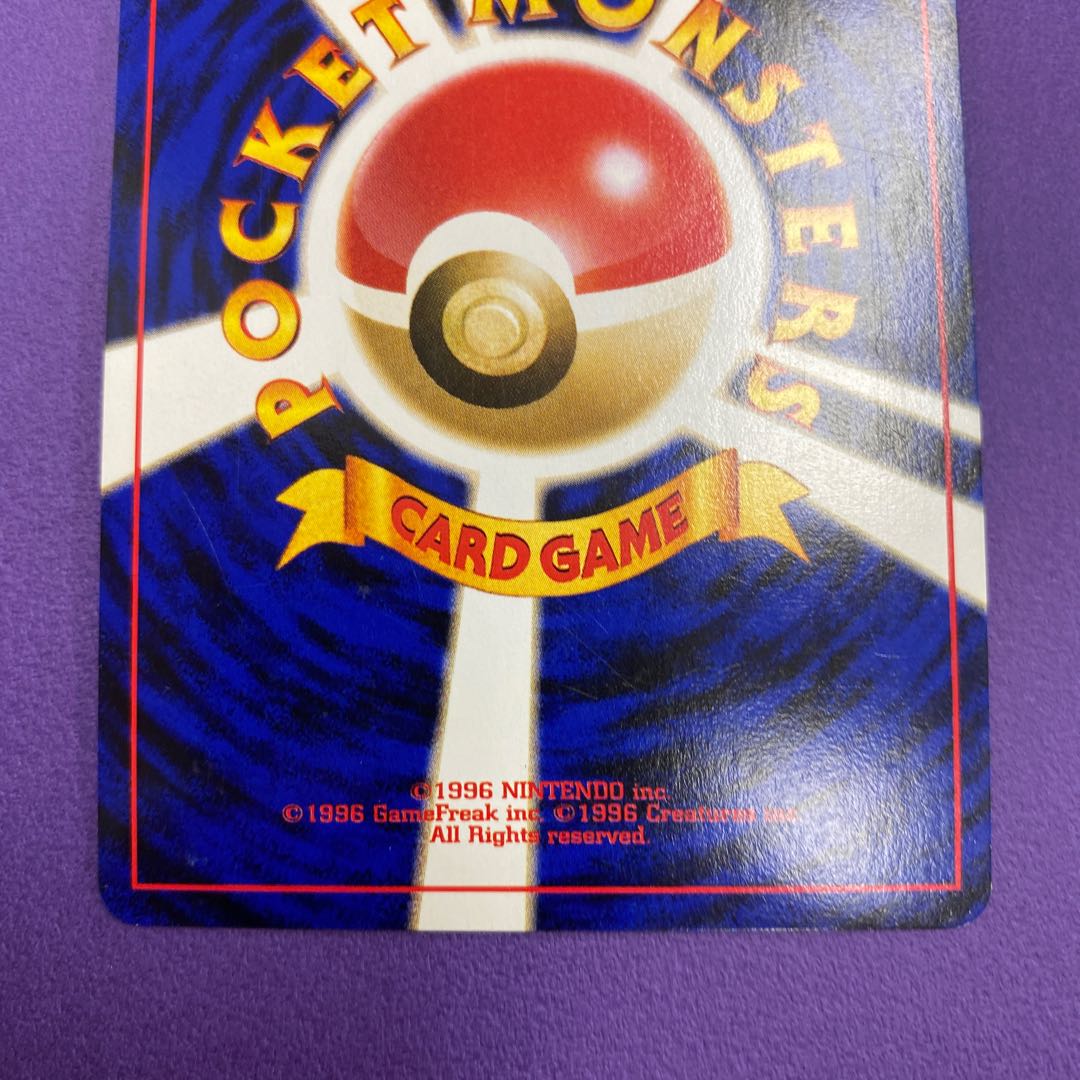 POCKET MONSTERS
CARD GAME
©1996 NINTENDO inc.
©1996 GameFreak inc. ©1996 Creatures inc.
All Rights reserved.